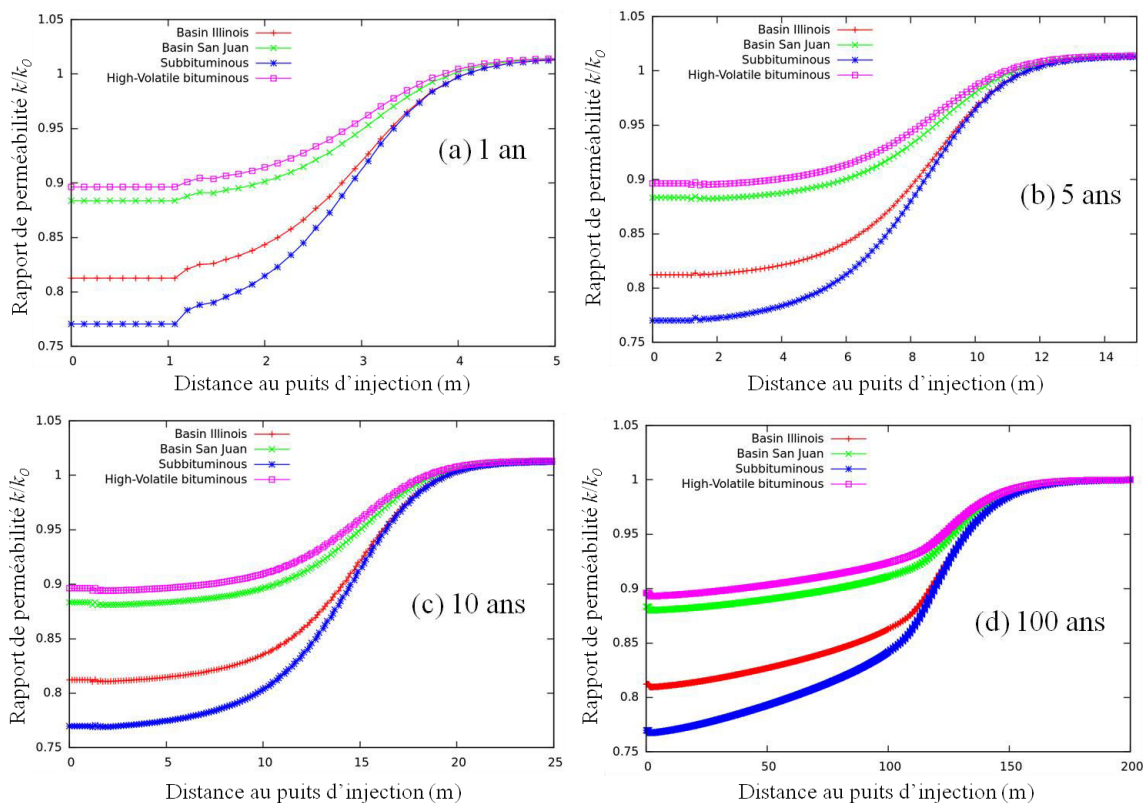 1.05
1
0.95
0.9
0.85
0.8
0.75
Rapport de perméabilité k/kO
Basin Illinois
Basin San Juan
Subbituminous
High-Volatile bituminous
(a) 1 an
0 1 2 3 4 5
Distance au puits d'injection (m)
1.05
1
0.95
0.9
0.85
0.8
0.75
Rapport de perméabilité k/kO
Basin Illinois
Basin San Juan
Subbituminous
High-Volatile bituminous
(b) 5 ans
0 2 4 6 8 10 12 14
Distance au puits d'injection (m)
1.05
1
0.95
0.9
0.85
0.8
0.75
Rapport de perméabilité k/kO
Basin Illinois
Basin San Juan
Subbituminous
High-Volatile bituminous
(c) 10 ans
0 5 10 15 20 25
Distance au puits d'injection (m)
1.05
1
0.95
0.9
0.85
0.8
0.75
Rapport de perméabilité k/kO
Basin Illinois
Basin San Juan
Subbituminous
High-Volatile bituminous
(d) 100 ans
0 50 100 150 200
Distance au puits d'injection (m)